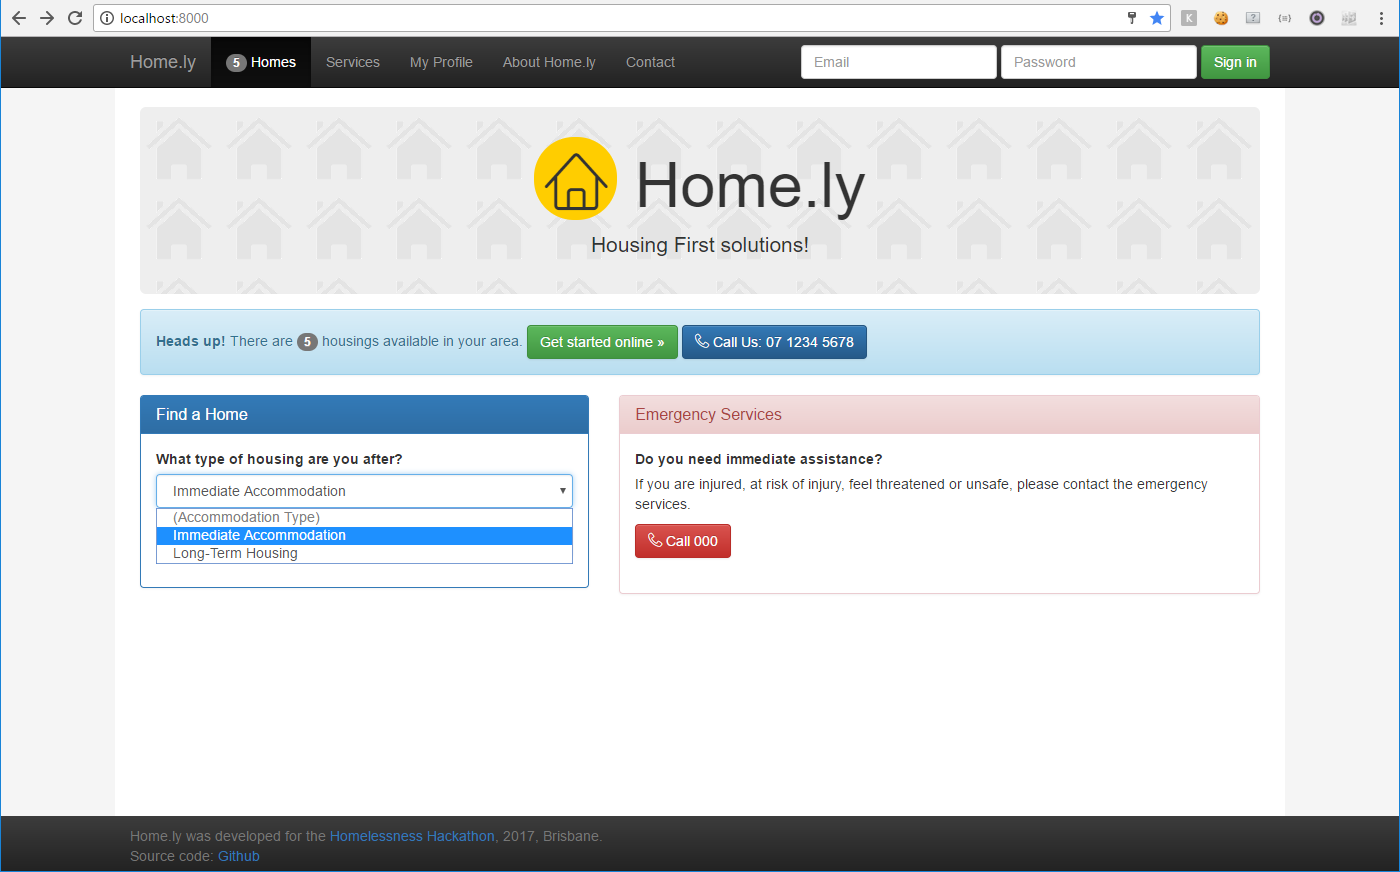 localhost:8000
Home.ly 5 Homes Services My Profile About Home.ly Contact Email Password Sign in
Home.ly
Housing First solutions!
Heads up! There are 5 housings available in your area. Get started online » Call Us: 07 1234 5678
Find a Home
What type of housing are you after?
Immediate Accommodation
(Accommodation Type)
Immediate Accommodation
Long-Term Housing
Emergency Services
Do you need immediate assistance?
If you are injured, at risk of injury, feel threatened or unsafe, please contact the emergency
services.
Call 000
Home.ly was developed for the Homelessness Hackathon, 2017, Brisbane.
Source code: Github